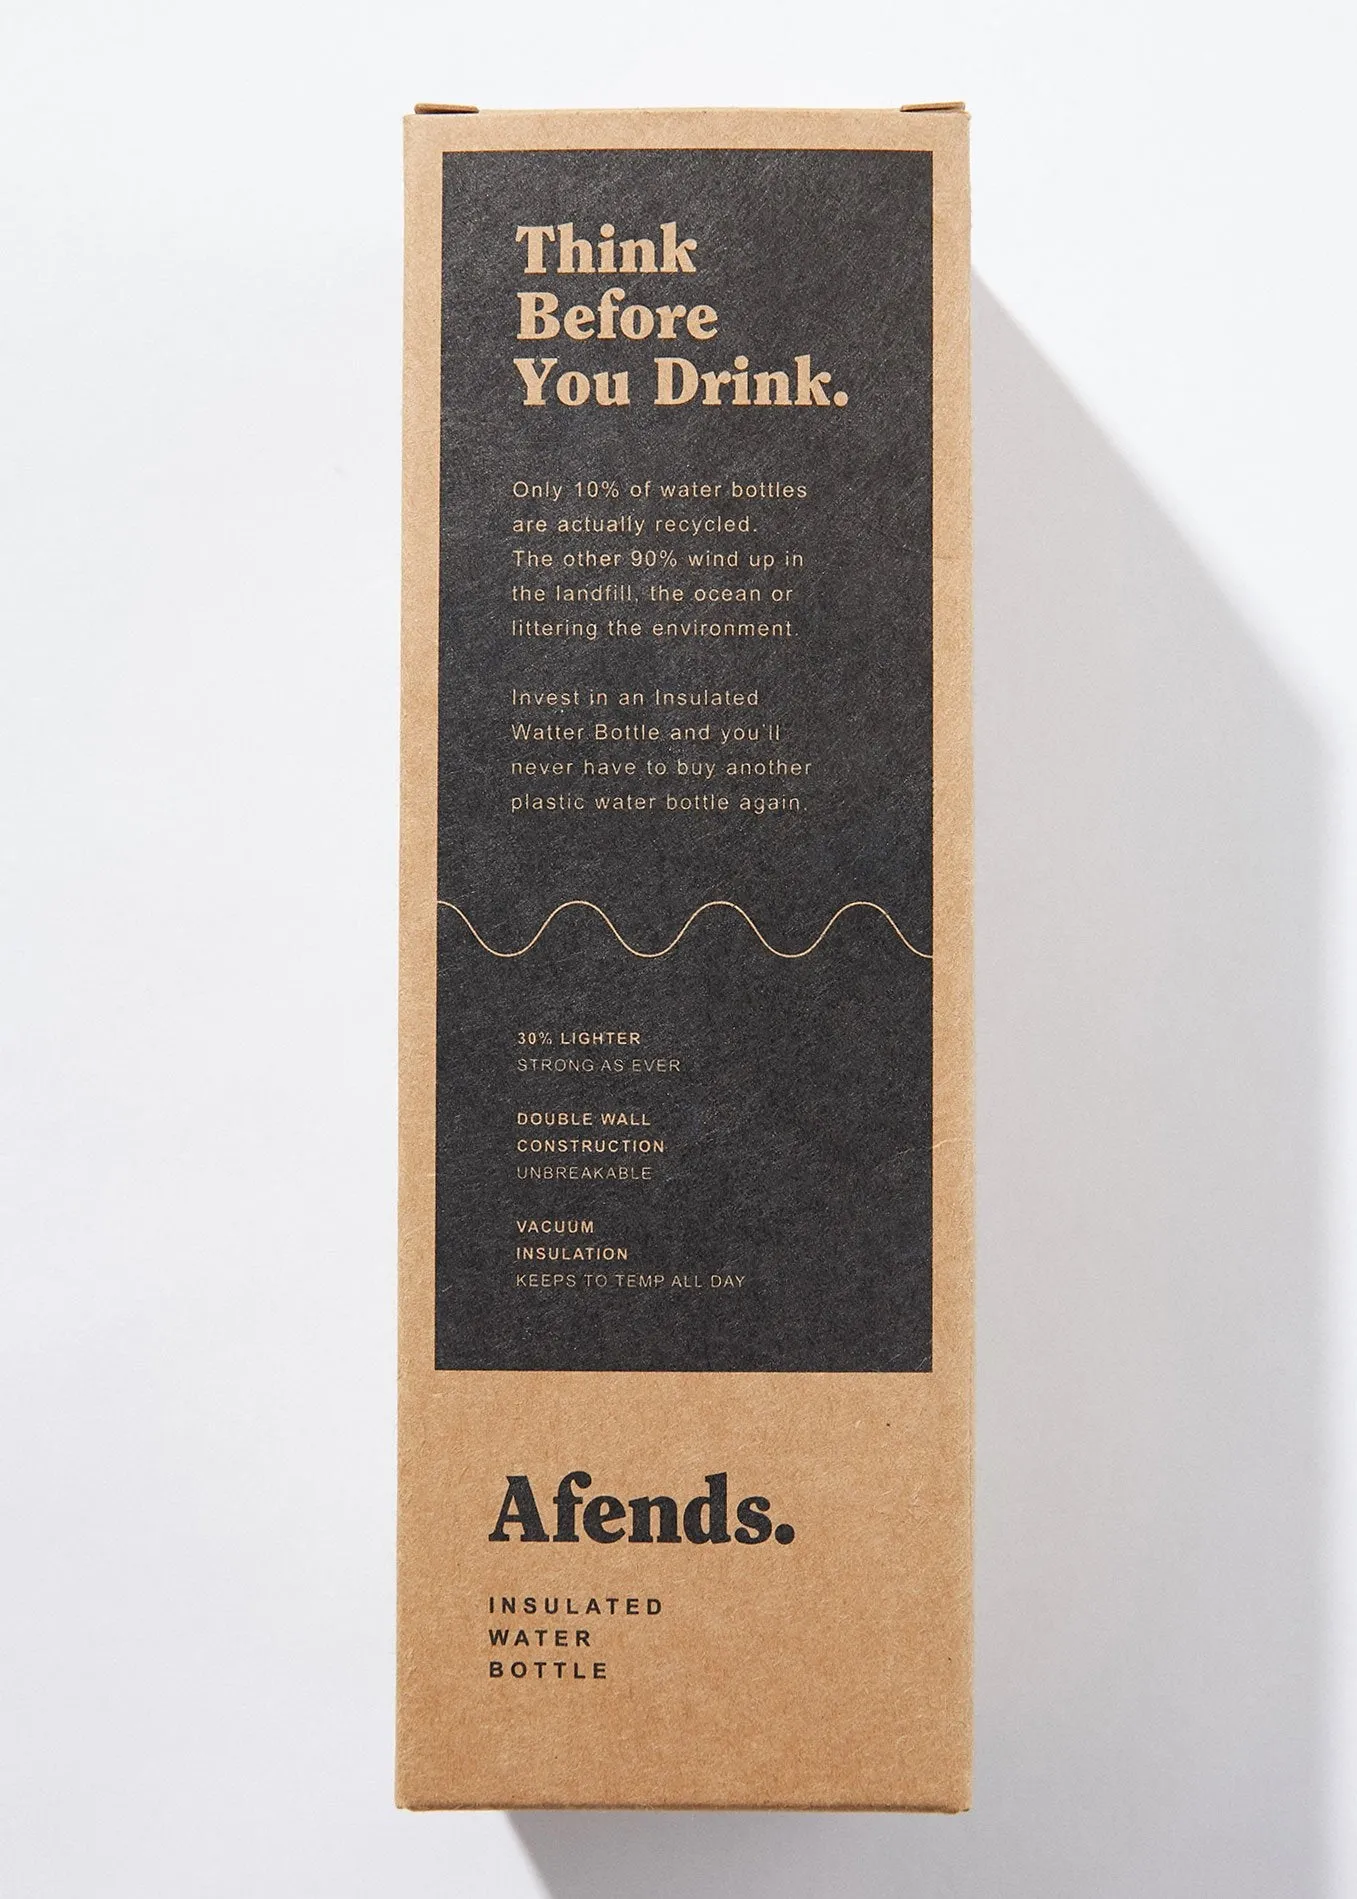 Think
Before
You Drink.
Only 10% of water bottles
are actually recycled.
The other 90% wind up in
the landfill, the ocean or
littering the environment.
Invest in an Insulated
Watter Bottle and you'll
never have to buy another
plastic water bottle again.
30% LIGHTER
STRONG AS EVER
DOUBLE WALL
CONSTRUCTION
UNBREAKABLE
VACUUM
INSULATION
KEEPS TO TEMP ALL DAY
Afends.
INSULATED
WATER
BOTTLE